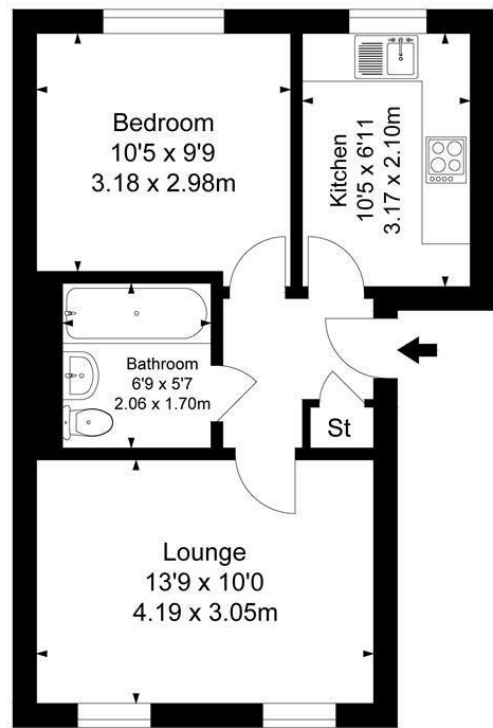 Bedroom
10'5 x 9'9
3.18 x 2.98m
Kitchen
10'5 x 6'11
3.17 x 2.10m
Bathroom
6'9 x 5'7
2.06 x 1.70m
St
Lounge
13'9 x 10'0
4.19 x 3.05m